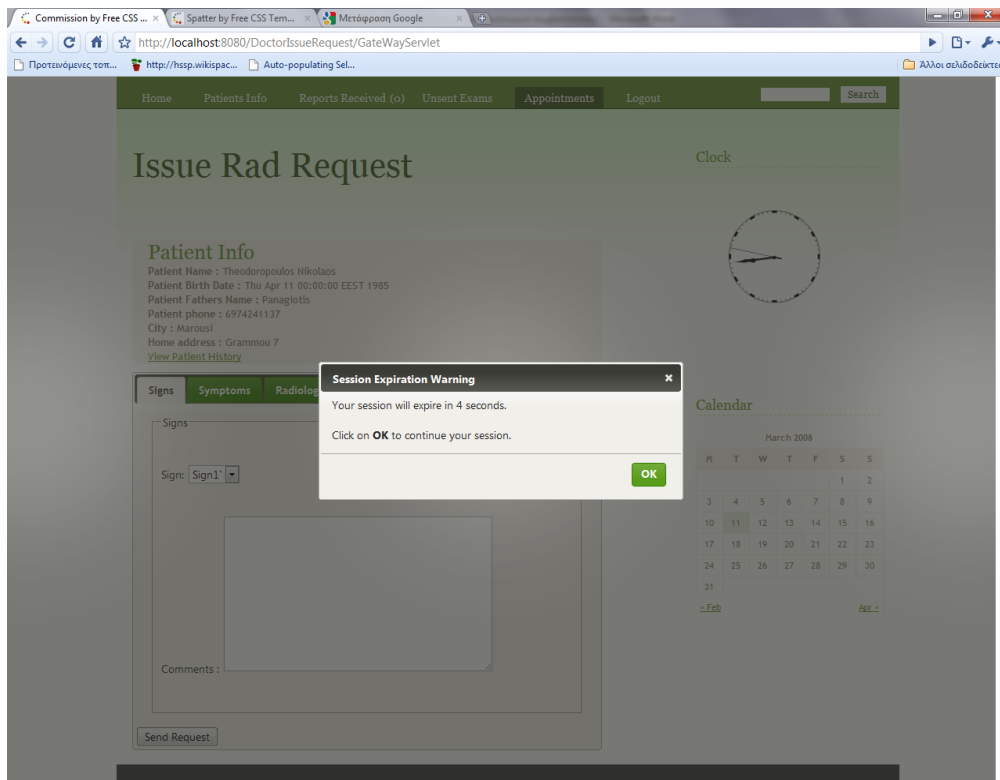 Commission by Free CSS ...
Spatter by Free CSS Tem...
Μετάφραση Google
http://localhost:8080/DoctorIssueRequest/GateWayServlet
Προτεινόμενες τοπ...
http://hssp.wikispac...
Auto-populating Sel...
Άλλοι σελιδοδείκτες
Home Patients Info Reports Received (0) Unsent Exams Appointments Logout Search
Issue Rad Request
Clock
Patient Info
Patient Name : Theodoropoulos Nikolaos
Patient Birth Date : Thu Apr 11 00:00:00 EEST 1985
Patient Fathers Name : Panagiotis
Patient phone : 6974241137
City : Marousi
Home address : Grammou 7
View Patient History
Signs Symptoms Radiolog
Signs
Sign: Sign1
Comments :
Send Request
Session Expiration Warning
Your session will expire in 4 seconds.
Click on OK to continue your session.
OK
Calendar
March 2008
M T W T F S S
1 2
3 4 5 6 7 8 9
10 11 12 13 14 15 16
17 18 19 20 21 22 23
24 25 26 27 28 29 30
31
« Feb Apr »